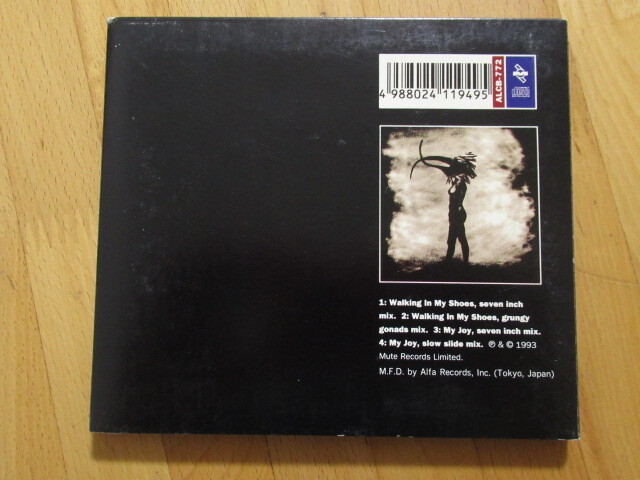 4 988024 119495
ALCB-772
1: Walking In My Shoes, seven inch
mix. 2: Walking In My Shoes, grungy
gonads mix. 3: My Joy, seven inch mix.
4: My Joy, slow slide mix. ℗ & © 1993
Mute Records Limited.
M.F.D. by Alfa Records, Inc. (Tokyo, Japan)